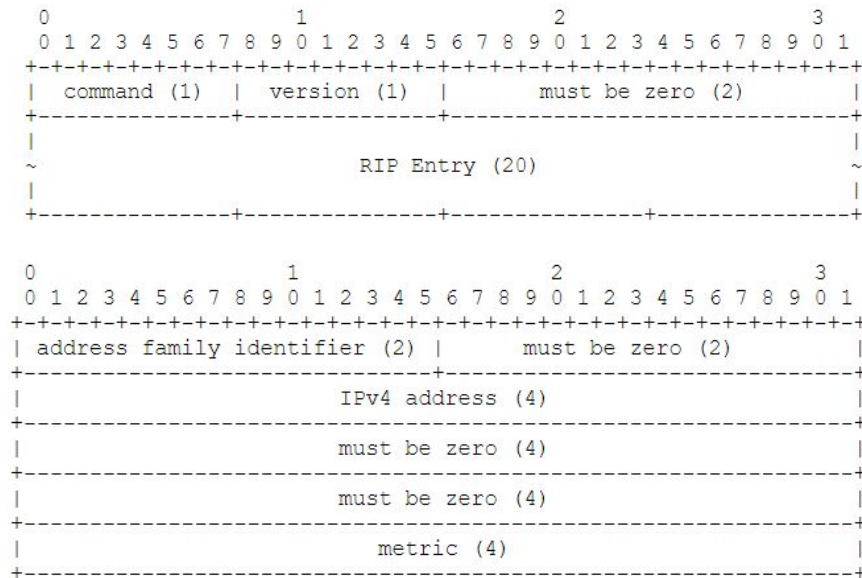 0                   1                   2                   3
0 1 2 3 4 5 6 7 8 9 0 1 2 3 4 5 6 7 8 9 0 1 2 3 4 5 6 7 8 9 0 1
+-+-+-+-+-+-+-+-+-+-+-+-+-+-+-+-+-+-+-+-+-+-+-+-+-+-+-+-+-+-+-+-+
| command (1) | version (1) | must be zero (2) |
+---------------+---------------+-------------------------------+
| |
~ RIP Entry (20) ~
| |
+---------------+---------------+---------------+---------------+
0                   1                   2                   3
0 1 2 3 4 5 6 7 8 9 0 1 2 3 4 5 6 7 8 9 0 1 2 3 4 5 6 7 8 9 0 1
+-+-+-+-+-+-+-+-+-+-+-+-+-+-+-+-+-+-+-+-+-+-+-+-+-+-+-+-+-+-+-+-+
| address family identifier (2) | must be zero (2) |
+-------------------------------+-------------------------------+
| IPv4 address (4) |
+---------------------------------------------------------------+
| must be zero (4) |
+---------------------------------------------------------------+
| must be zero (4) |
+---------------------------------------------------------------+
| metric (4) |
+---------------------------------------------------------------+